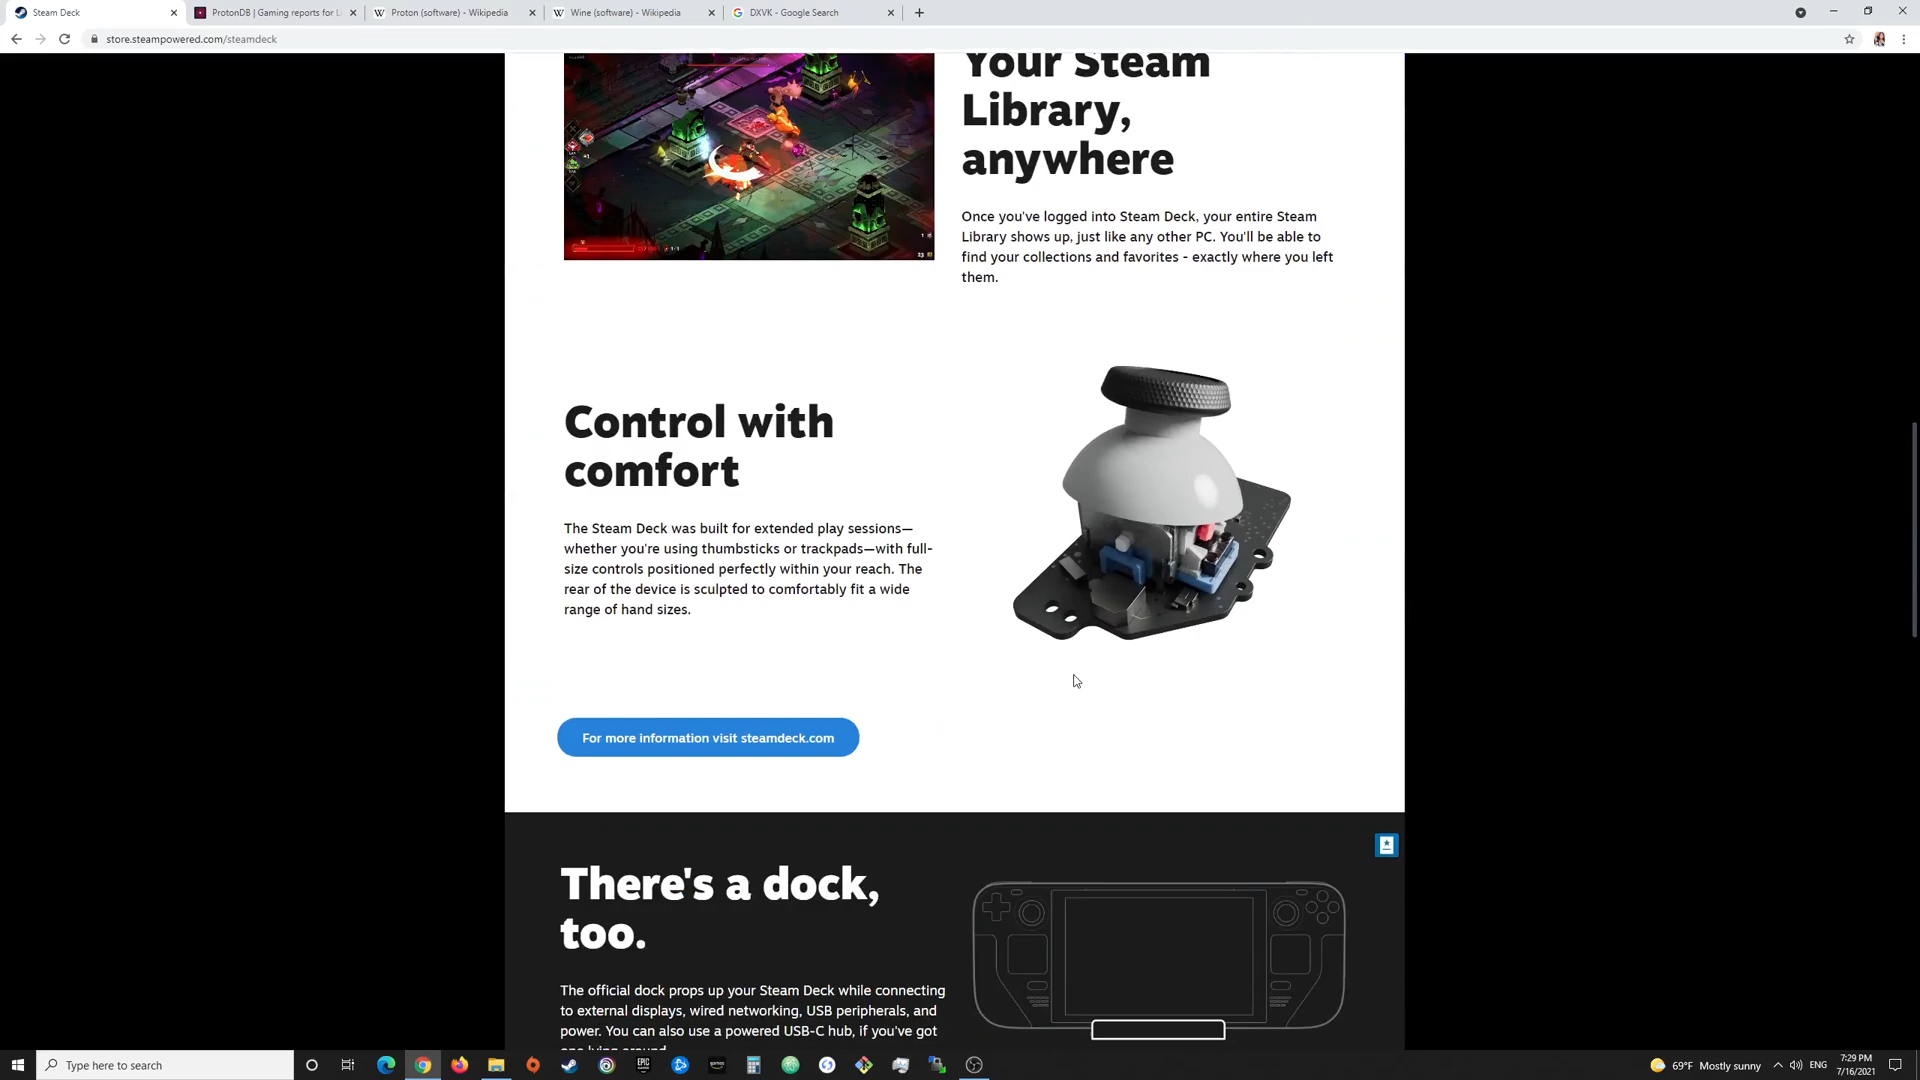 Steam Deck
ProtonDB | Gaming reports for Li
Proton (software) - Wikipedia
Wine (software) - Wikipedia
DXVK - Google Search
store.steampowered.com/steamdeck
Your Steam
Library,
anywhere
Once you've logged into Steam Deck, your entire Steam
Library shows up, just like any other PC. You'll be able to
find your collections and favorites - exactly where you left
them.
Control with
comfort
The Steam Deck was built for extended play sessions—
whether you're using thumbsticks or trackpads—with full-
size controls positioned perfectly within your reach. The
rear of the device is sculpted to comfortably fit a wide
range of hand sizes.
For more information visit steamdeck.com
There's a dock,
too.
The official dock props up your Steam Deck while connecting
to external displays, wired networking, USB peripherals, and
power. You can also use a powered USB-C hub, if you've got
one lying around.
Type here to search
69°F Mostly sunny
ENG
7:29 PM
7/16/2021